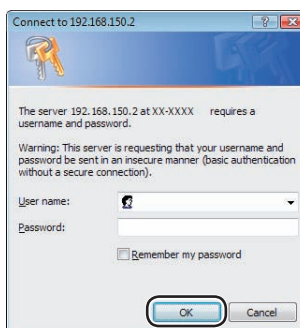 Connect to 192.168.150.2
The server 192.168.150.2 at XX-XXXX requires a
username and password.
Warning: This server is requesting that your username and
password be sent in an insecure manner (basic authentication
without a secure connection).
User name:
Password:
Remember my password
OK Cancel